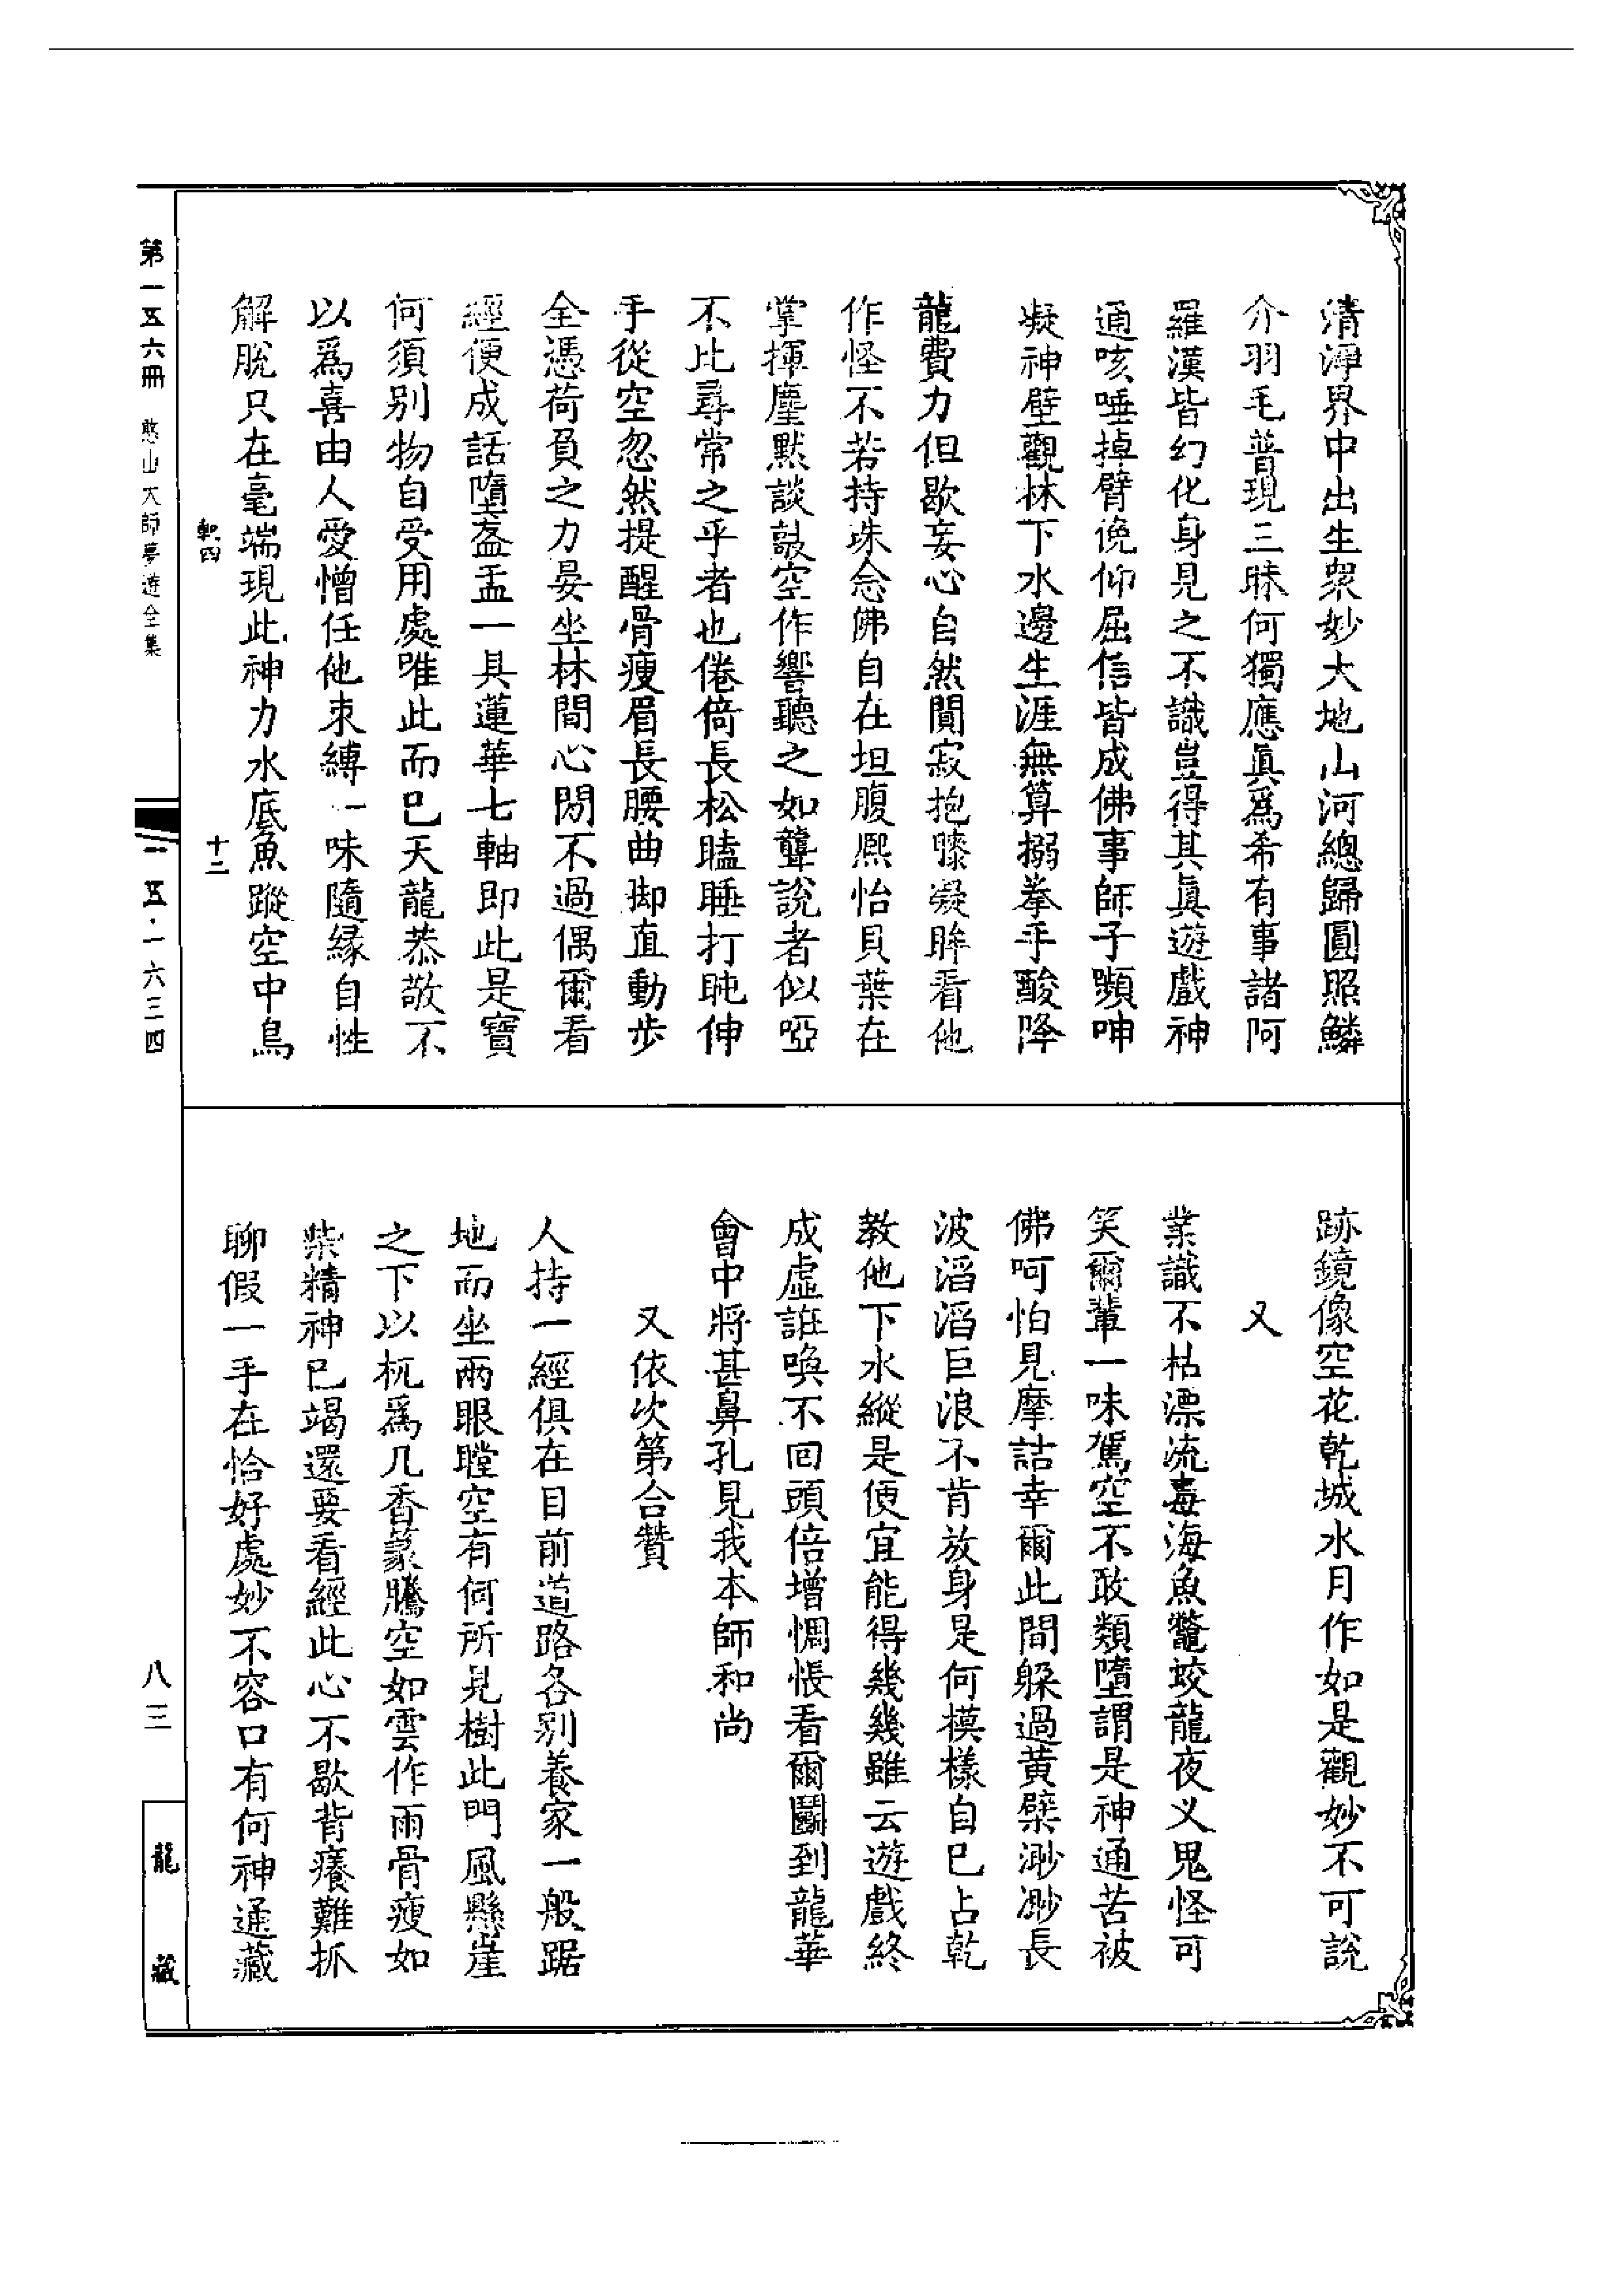 清淨界中出生衆妙大地山河總歸圓照鱗
介羽毛普現三昧何獨應眞爲希有事諸阿
羅漢皆幻化身見之不識豈得其眞遊戲神
通咳唾掉臂俛仰屈信皆成佛事師子頻呻
凝神壁觀林下水邊生涯無算搦拳手酸降
龍費力但歇妄心自然閴寂抱膝凝眸看他
作怪不若持珠念佛自在坦腹熈怡貝葉在
掌揮麈默談鼓空作響聽之如聾說者似啞
不比尋常之乎者也倦倚長松瞌睡打盹伸
手從空忽然提醒骨瘦眉長腰曲脚直動步
全憑荷負之力晏坐林間心閒不過偶爾看
經便成話墮盔盂一具蓮華七軸即此是寶
何須别物自受用處唯此而已天龍恭敬不
以爲喜由人愛憎任他束縛一味隨緣自性
解脫只在毫端現此神力水底魚蹤空中鳥
軫四
十二
跡鏡像空花乾城水月作如是觀妙不可說
又
業識不枯漂流毒海魚鼈蛟龍夜义鬼怪可
笑爾輩一味駕空不敢類墮謂是神通苦被
佛呵怕見摩詰幸爾此間躱過黄檗渺渺長
波滔滔巨浪不肯放身是何模樣自已占乾
教他下水縱是便宜能得幾幾雖云遊戲終
成虛誑喚不回頭倍增惆悵看爾鬬到龍華
會中將甚鼻孔見我本師和尚
又依次第合贊
人持一經俱在目前道路各别養家一般踞
地而坐兩眼瞠空有何所見樹此門風懸崖
之下以杌爲几香篆騰空如雲作雨骨瘦如
柴精神已竭還要看經此心不歇背癢難抓
聊假一手在恰好處妙不容口有何神通藏
第一五六冊
憨山大師夢遊全集
一五·一六三四
八三
龍藏